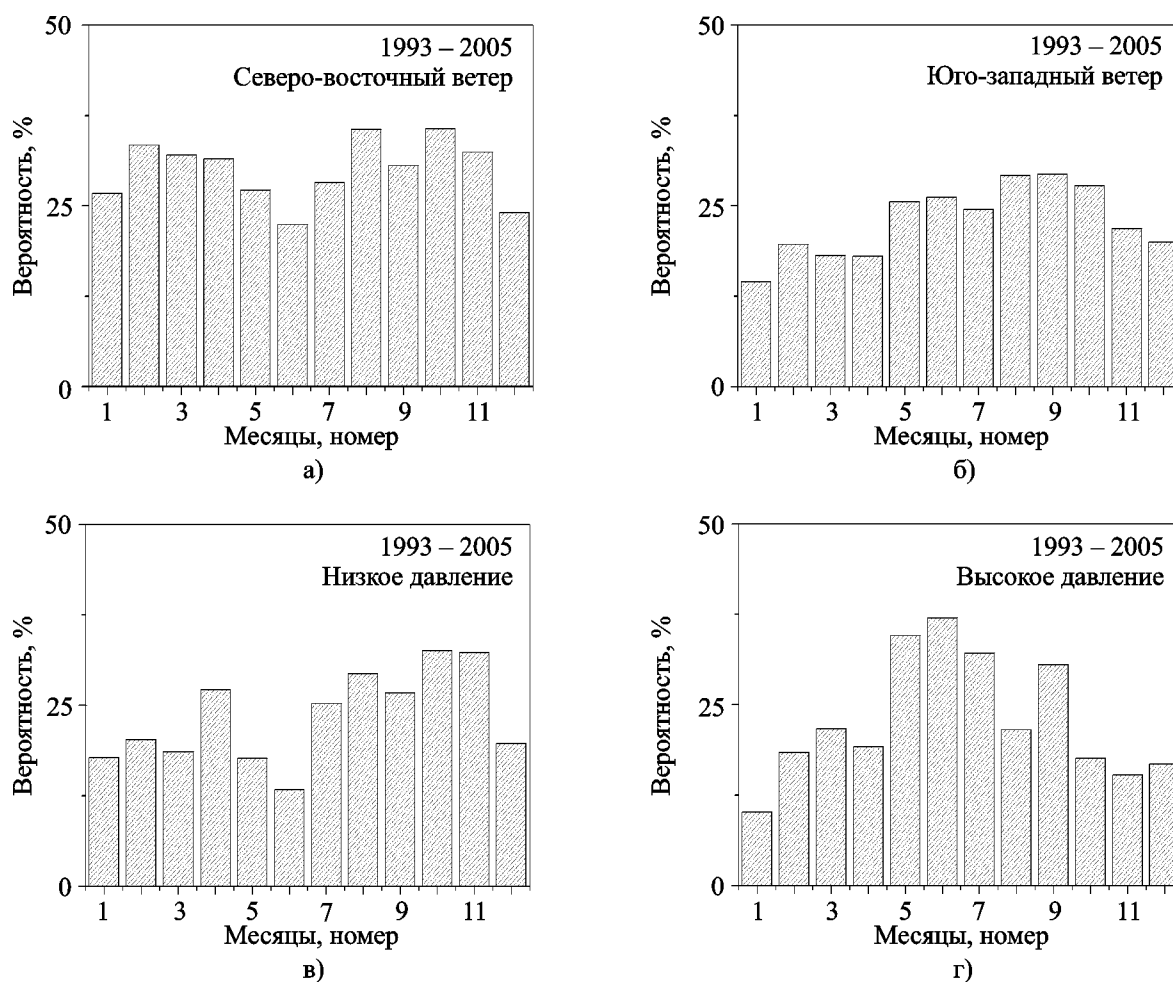 50
1993 – 2005
Северо-восточный ветер
Вероятность, %
25
0
1 3 5 7 9 11
Месяцы, номер
а)
50
1993 – 2005
Юго-западный ветер
Вероятность, %
25
0
1 3 5 7 9 11
Месяцы, номер
б)
50
1993 – 2005
Низкое давление
Вероятность, %
25
0
1 3 5 7 9 11
Месяцы, номер
в)
50
1993 – 2005
Высокое давление
Вероятность, %
25
0
1 3 5 7 9 11
Месяцы, номер
г)